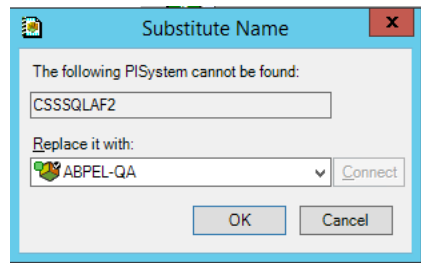 Substitute Name
x
The following PISystem cannot be found:
CSSSQLAF2
Replace it with:
ABPEL-QA
Connect
OK
Cancel